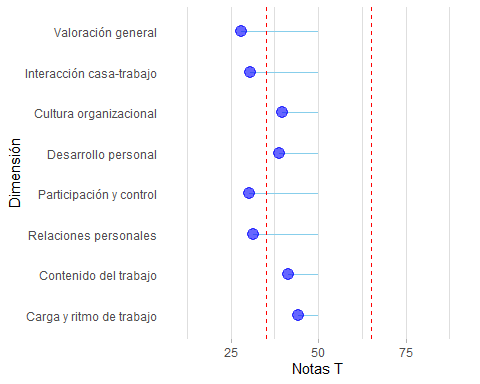 Valoración general
Interacción casa-trabajo
Cultura organizacional
Desarrollo personal
Participación y control
Relaciones personales
Contenido del trabajo
Carga y ritmo de trabajo
Dimensión
25 50 75
Notas T